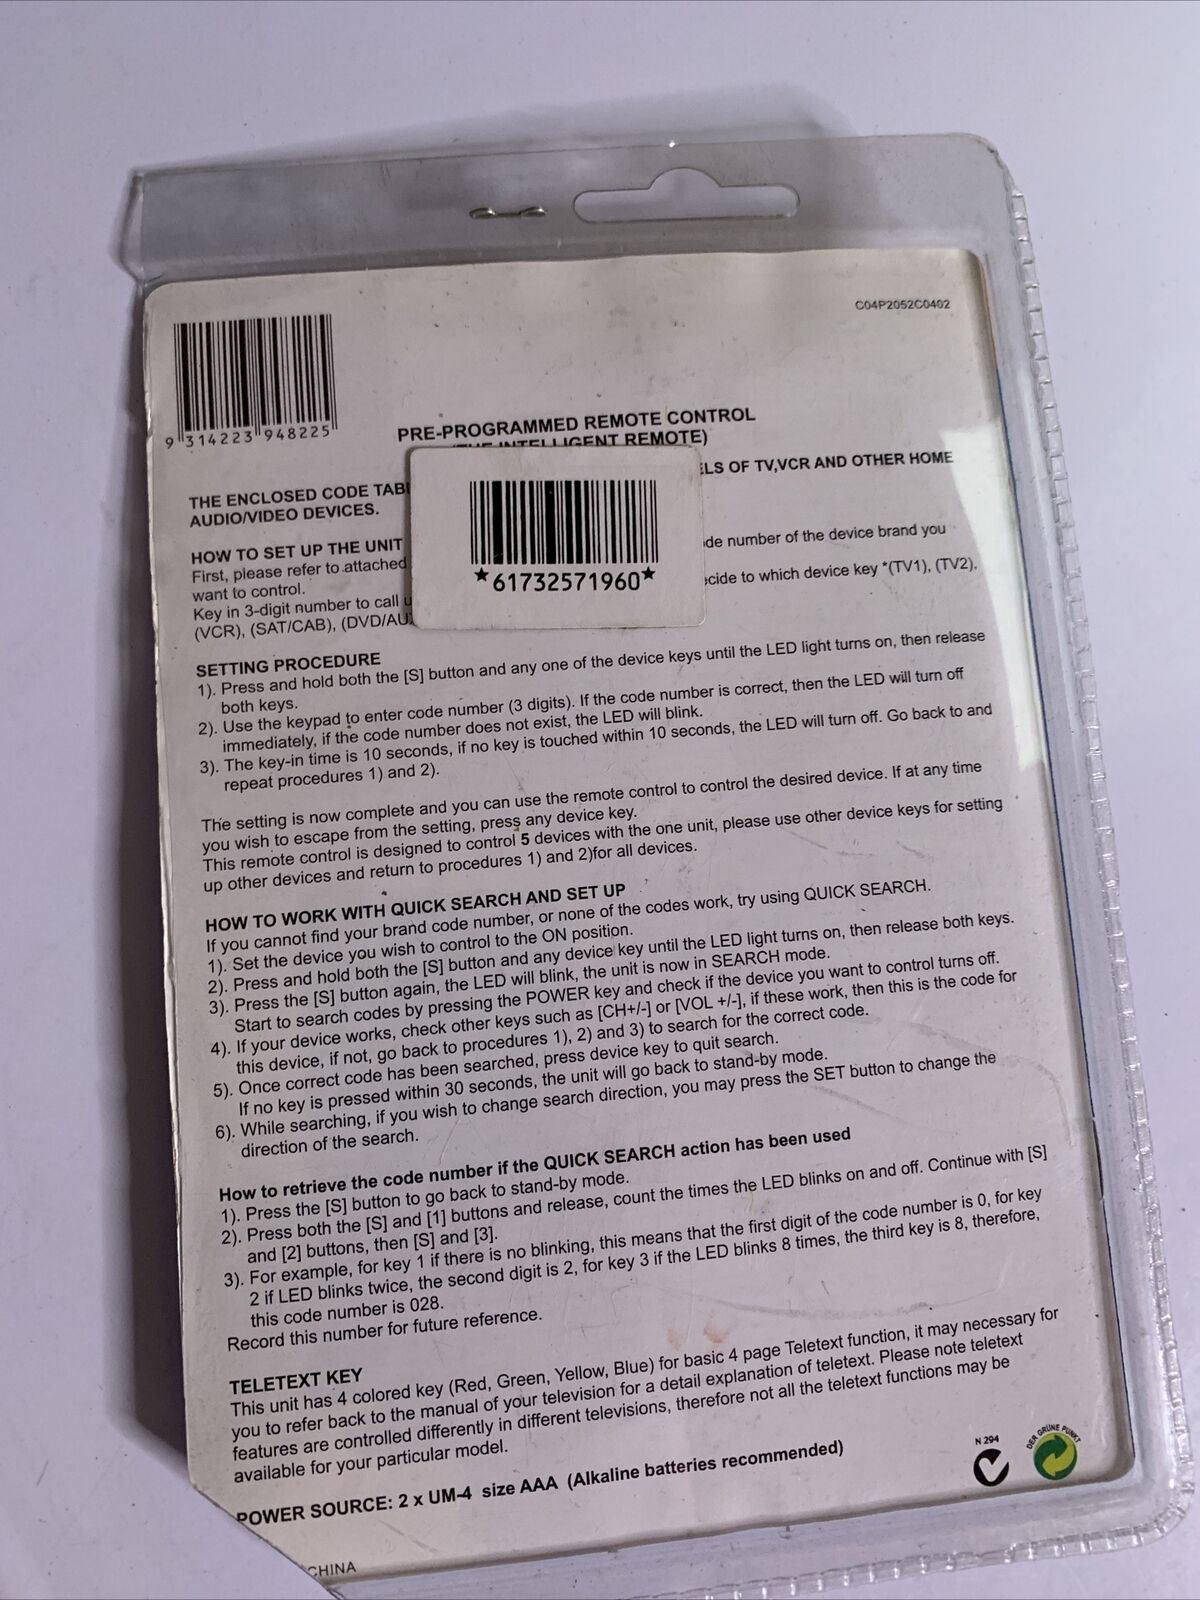 C04P2052C0402
9 314223 948225
PRE-PROGRAMMED REMOTE CONTROL
INTELLIGENT REMOTE)
THE ENCLOSED CODE TABL
ELS OF TV,VCR AND OTHER HOME
AUDIO/VIDEO DEVICES.
*61732571960*
HOW TO SET UP THE UNIT
First, please refer to attached
de number of the device brand you
want to control.
Key in 3-digit number to call u
ecide to which device key *(TV1), (TV2),
(VCR), (SAT/CAB), (DVD/AU
SETTING PROCEDURE
1). Press and hold both the [S] button and any one of the device keys until the LED light turns on, then release
both keys.
2). Use the keypad to enter code number (3 digits). If the code number is correct, then the LED will turn off
immediately, if the code number does not exist, the LED will blink.
3). The key-in time is 10 seconds, if no key is touched within 10 seconds, the LED will turn off. Go back to and
repeat procedures 1) and 2).
The setting is now complete and you can use the remote control to control the desired device. If at any time
you wish to escape from the setting, press any device key.
This remote control is designed to control 5 devices with the one unit, please use other device keys for setting
up other devices and return to procedures 1) and 2)for all devices.
HOW TO WORK WITH QUICK SEARCH AND SET UP
If you cannot find your brand code number, or none of the codes work, try using QUICK SEARCH.
1). Set the device you wish to control to the ON position.
2). Press and hold both the [S] button and any device key until the LED light turns on, then release both keys.
3). Press the [S] button again, the LED will blink, the unit is now in SEARCH mode.
Start to search codes by pressing the POWER key and check if the device you want to control turns off.
4). If your device works, check other keys such as [CH+/-] or [VOL +/-], if these work, then this is the code for
this device, if not, go back to procedures 1), 2) and 3) to search for the correct code.
5). Once correct code has been searched, press device key to quit search.
If no key is pressed within 30 seconds, the unit will go back to stand-by mode.
6). While searching, if you wish to change search direction, you may press the SET button to change the
direction of the search.
How to retrieve the code number if the QUICK SEARCH action has been used
1). Press the [S] button to go back to stand-by mode.
2). Press both the [S] and [1] buttons and release, count the times the LED blinks on and off. Continue with [S]
and [2] buttons, then [S] and [3].
3). For example, for key 1 if there is no blinking, this means that the first digit of the code number is 0, for key
2 if LED blinks twice, the second digit is 2, for key 3 if the LED blinks 8 times, the third key is 8, therefore,
this code number is 028.
Record this number for future reference.
TELETEXT KEY
This unit has 4 colored key (Red, Green, Yellow, Blue) for basic 4 page Teletext function, it may necessary for
you to refer back to the manual of your television for a detail explanation of teletext. Please note teletext
features are controlled differently in different televisions, therefore not all the teletext functions may be
available for your particular model.
POWER SOURCE: 2 x UM-4 size AAA (Alkaline batteries recommended)
N 294
DER GRÜNE PUNKT
CHINA